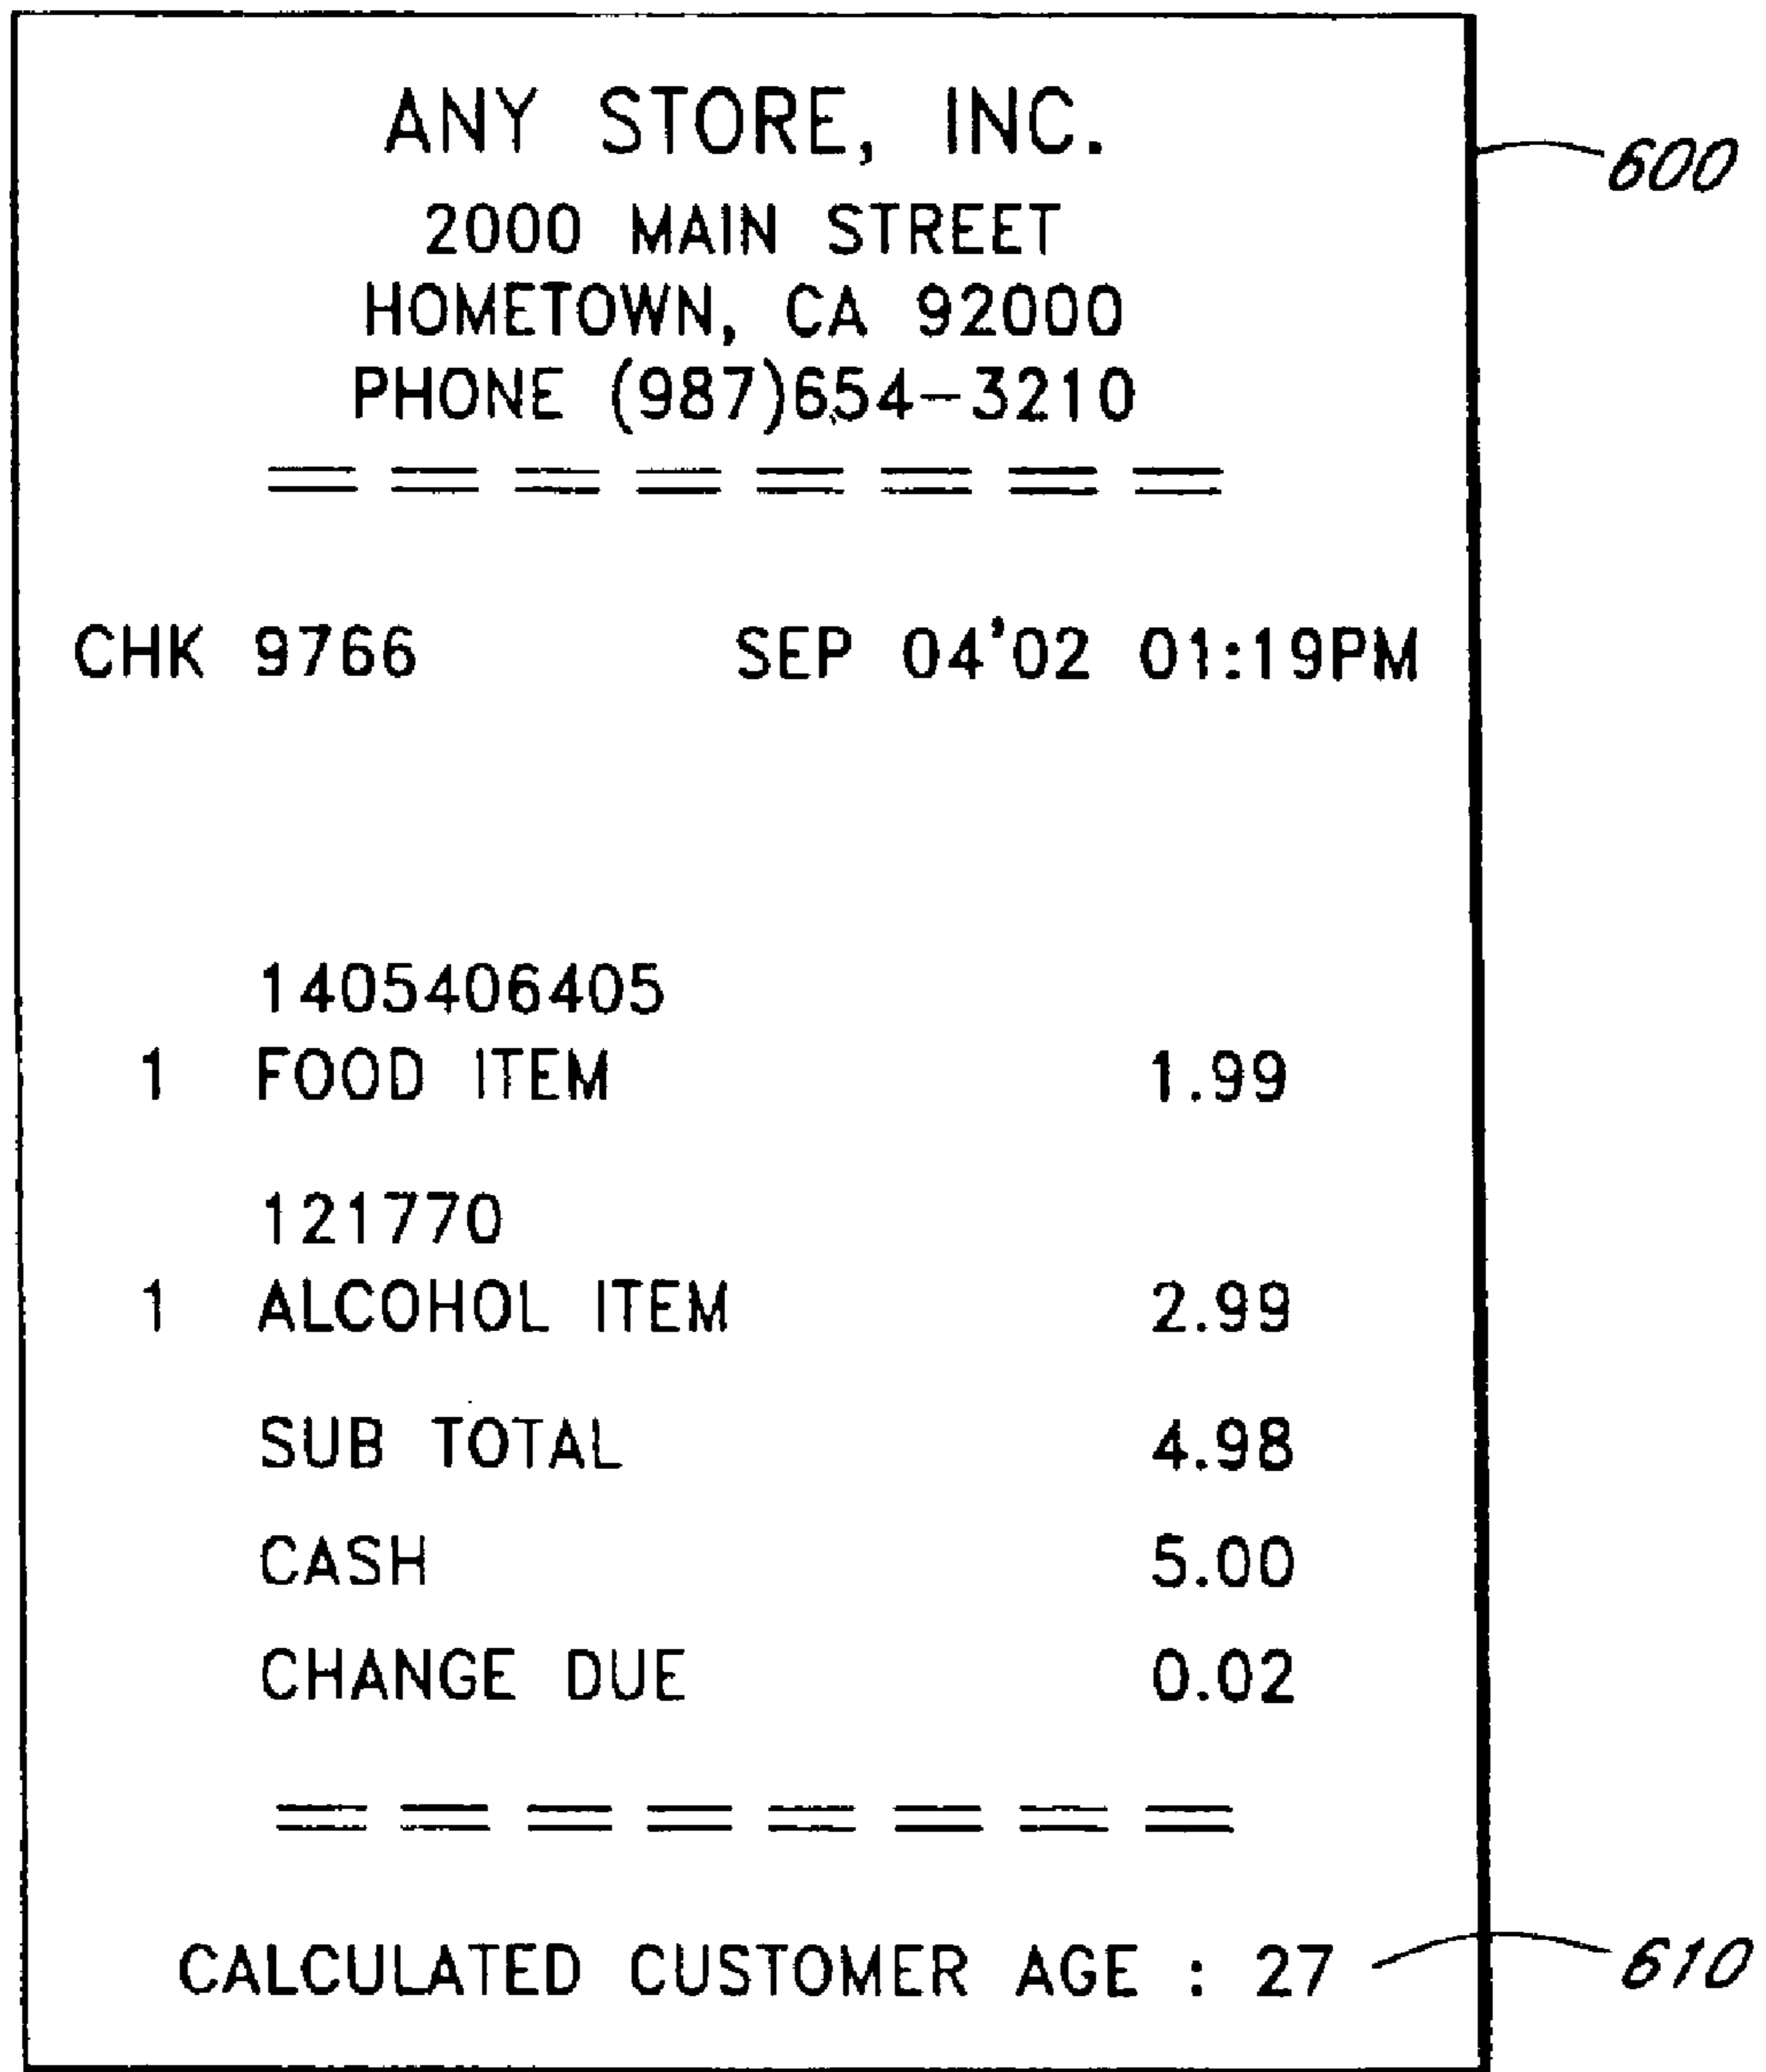 ANY STORE, INC.
600
2000 MAIN STREET
HOMETOWN, CA 92000
PHONE (987)654-3210
= = = = = = = =
CHK 9766 SEP 04'02 01:19PM
1405406405
1 FOOD ITEM 1.99
121770
1 ALCOHOL ITEM 2.99
SUB TOTAL 4.98
CASH 5.00
CHANGE DUE 0.02
= = = = = = = =
CALCULATED CUSTOMER AGE : 27
610